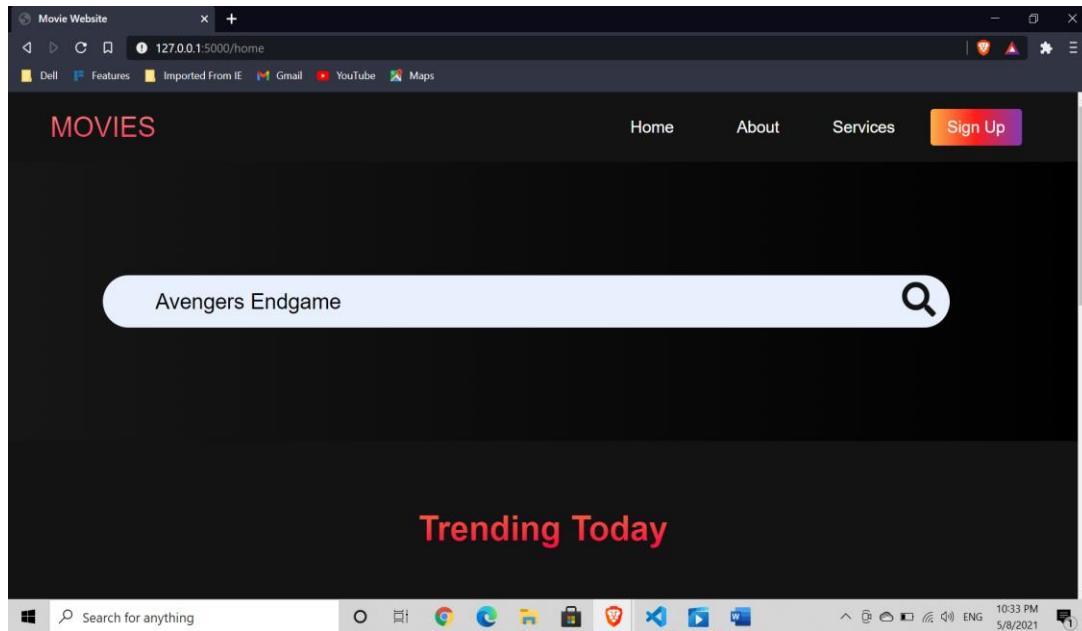 Movie Website
127.0.0.1:5000/home
Dell Features Imported From IE Gmail YouTube Maps
MOVIES Home About Services Sign Up
Avengers Endgame
Trending Today
Search for anything ENG 10:33 PM
5/8/2021
1